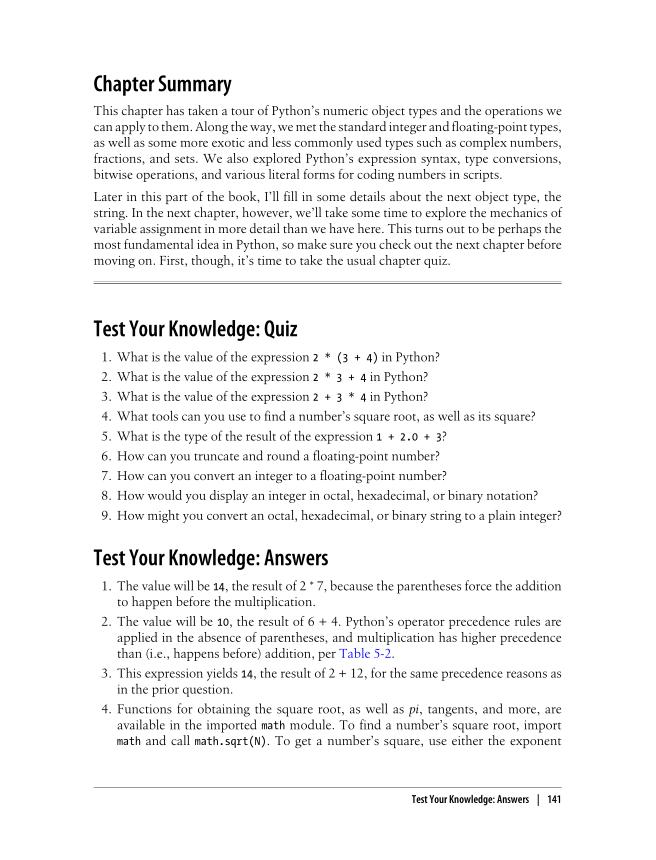 Chapter Summary
This chapter has taken a tour of Python’s numeric object types and the operations we
can apply to them. Along the way, we met the standard integer and floating-point types,
as well as some more exotic and less commonly used types such as complex numbers,
fractions, and sets. We also explored Python’s expression syntax, type conversions,
bitwise operations, and various literal forms for coding numbers in scripts.
Later in this part of the book, I’ll fill in some details about the next object type, the
string. In the next chapter, however, we’ll take some time to explore the mechanics of
variable assignment in more detail than we have here. This turns out to be perhaps the
most fundamental idea in Python, so make sure you check out the next chapter before
moving on. First, though, it’s time to take the usual chapter quiz.
Test Your Knowledge: Quiz
1. What is the value of the expression 2 * (3 + 4) in Python?
2. What is the value of the expression 2 * 3 + 4 in Python?
3. What is the value of the expression 2 + 3 * 4 in Python?
4. What tools can you use to find a number’s square root, as well as its square?
5. What is the type of the result of the expression 1 + 2.0 + 3?
6. How can you truncate and round a floating-point number?
7. How can you convert an integer to a floating-point number?
8. How would you display an integer in octal, hexadecimal, or binary notation?
9. How might you convert an octal, hexadecimal, or binary string to a plain integer?
Test Your Knowledge: Answers
1. The value will be 14, the result of 2 * 7, because the parentheses force the addition
to happen before the multiplication.
2. The value will be 10, the result of 6 + 4. Python’s operator precedence rules are
applied in the absence of parentheses, and multiplication has higher precedence
than (i.e., happens before) addition, per Table 5-2.
3. This expression yields 14, the result of 2 + 12, for the same precedence reasons as
in the prior question.
4. Functions for obtaining the square root, as well as pi, tangents, and more, are
available in the imported math module. To find a number’s square root, import
math and call math.sqrt(N). To get a number’s square, use either the exponent
Test Your Knowledge: Answers | 141